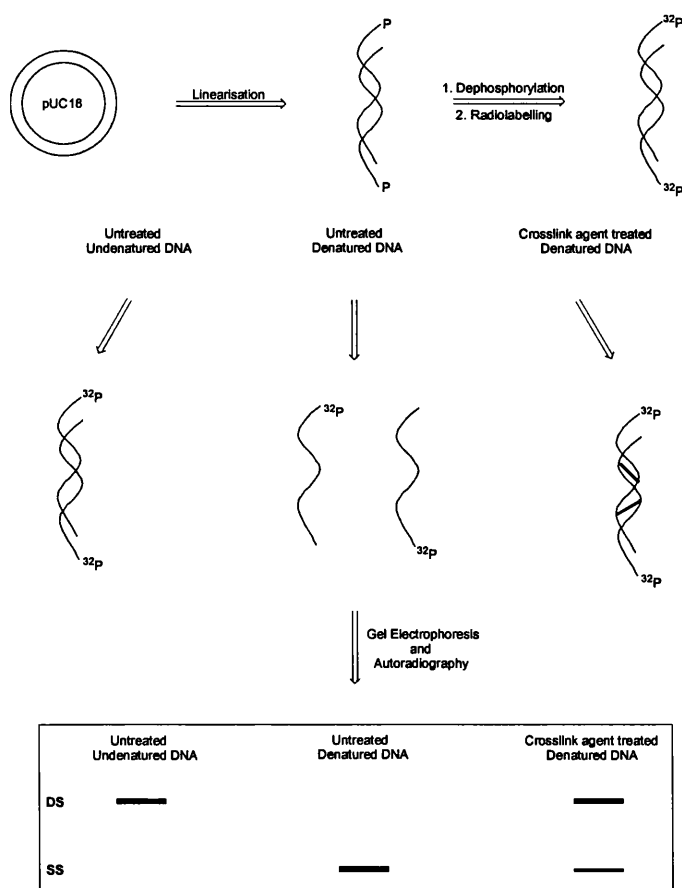 P
³²P
pUC18
Linearisation
1. Dephosphorylation
2. Radiolabelling
P
³²P
Untreated
Undenatured DNA
Untreated
Denatured DNA
Crosslink agent treated
Denatured DNA
³²P
³²P
³²P
³²P
³²P
³²P
Gel Electrophoresis
and
Autoradiography
Untreated
Undenatured DNA
Untreated
Denatured DNA
Crosslink agent treated
Denatured DNA
DS
SS